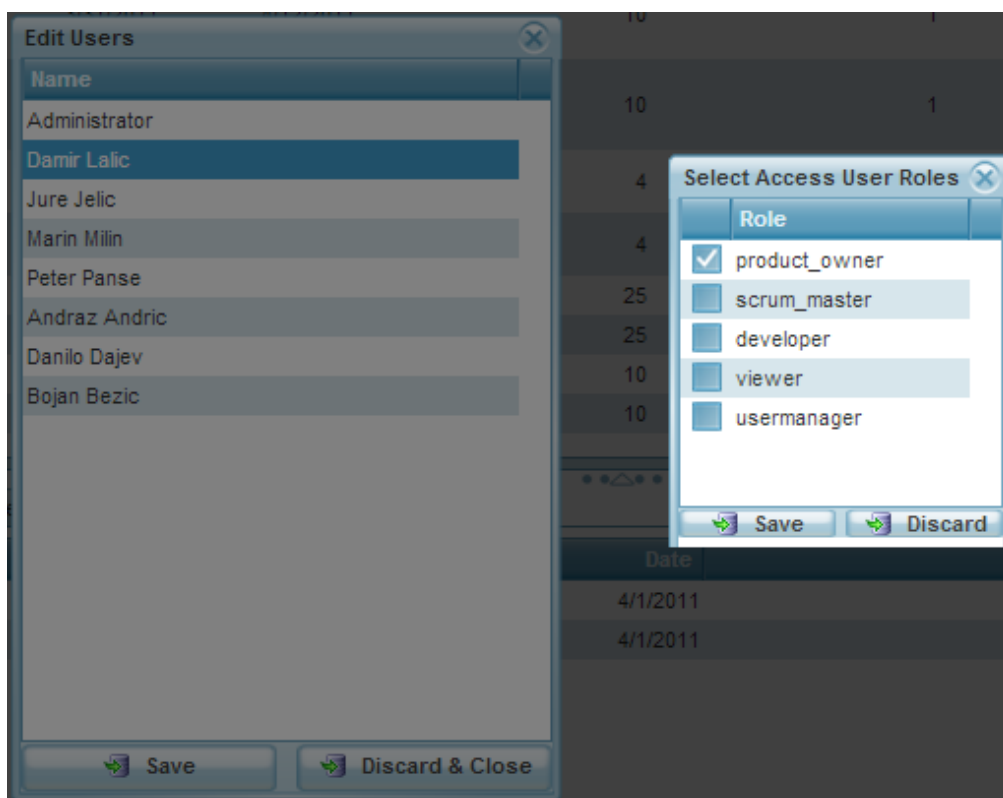 10 1
Edit Users
Name
Administrator
Damir Lalic
Jure Jelic
Marin Milin
Peter Panse
Andraz Andric
Danilo Dajev
Bojan Bezic
Save Discard & Close
10 1
4
4
25
25
10
10
Select Access User Roles
Role
product_owner
scrum_master
developer
viewer
usermanager
Save Discard
Date
4/1/2011
4/1/2011